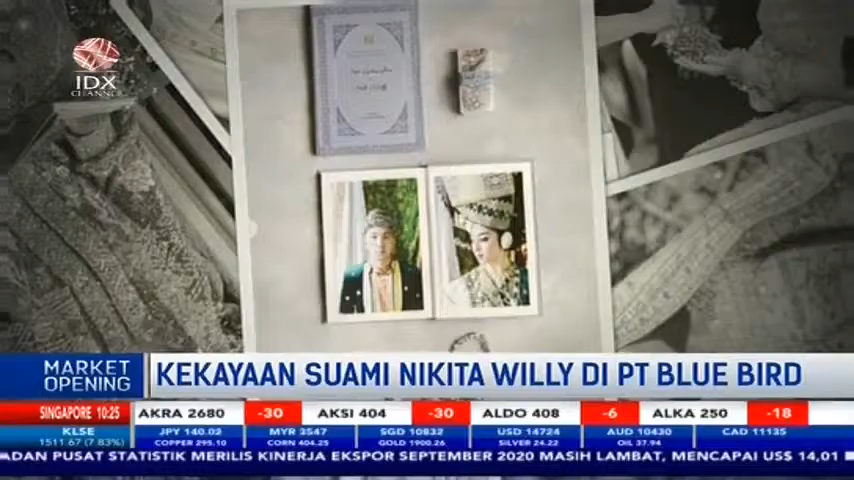 IDX
CHANNEL
MARKET
OPENING
KEKAYAAN SUAMI NIKITA WILLY DI PT BLUE BIRD
SINGAPORE 10:25
AKRA 2680 -30 AKSI 404 -30 ALDO 408 -6 ALKA 250 -18
KLSE
1511.67 (7.83%)
JPY 140.02 MYR 3547 SGD 10832 USD 14724 AUD 10430 CAD 11135
COPPER 295.10 CORN 404.25 GOLD 1900.26 SILVER 24.22 OIL 37.94
ADAN PUSAT STATISTIK MERILIS KINERJA EKSPOR SEPTEMBER 2020 MASIH LAMBAT, MENCAPAI US$ 14,01